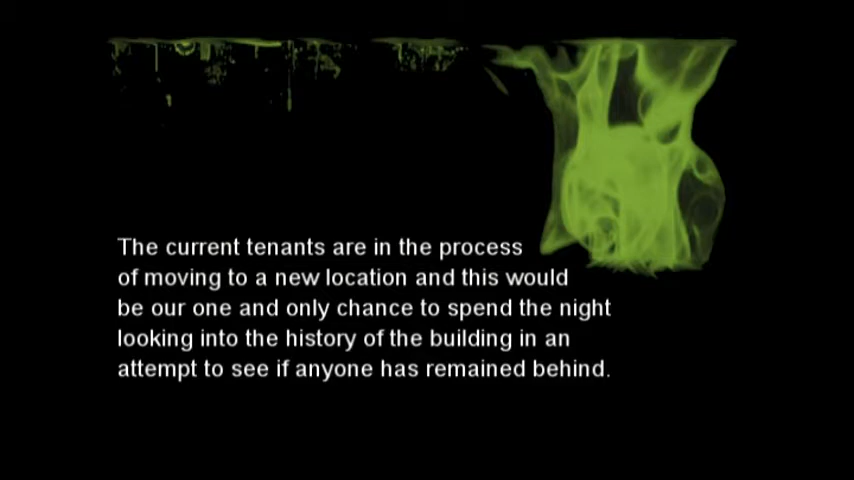 The current tenants are in the process
of moving to a new location and this would
be our one and only chance to spend the night
looking into the history of the building in an
attempt to see if anyone has remained behind.